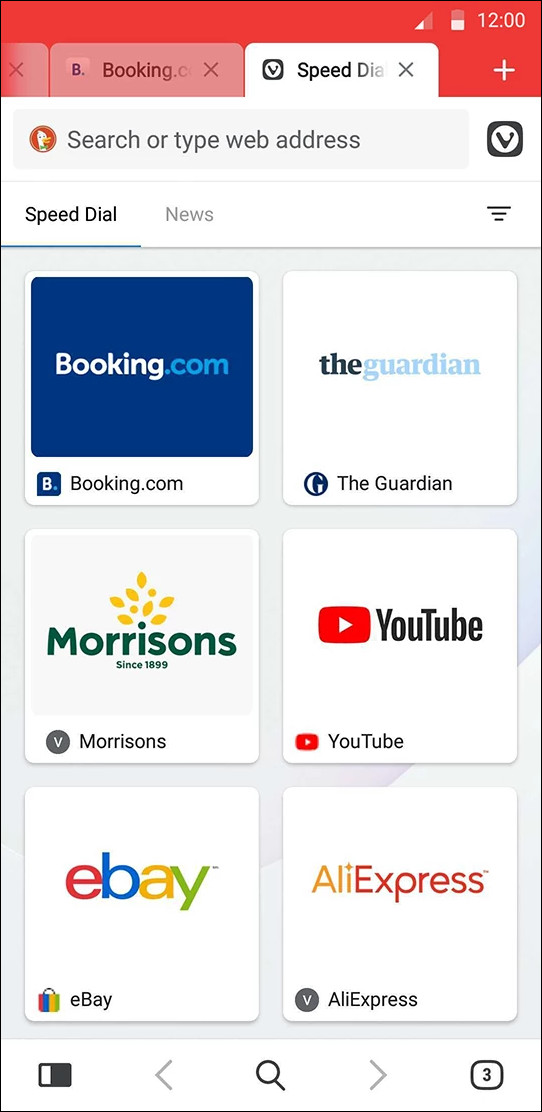 12:00
B. Booking.c
Speed Dia
Search or type web address
Speed Dial
News
Booking.com
theguardian
B. Booking.com
The Guardian
Morrisons
Since 1899
YouTube
Morrisons
YouTube
ebay
AliExpress
eBay
AliExpress
3